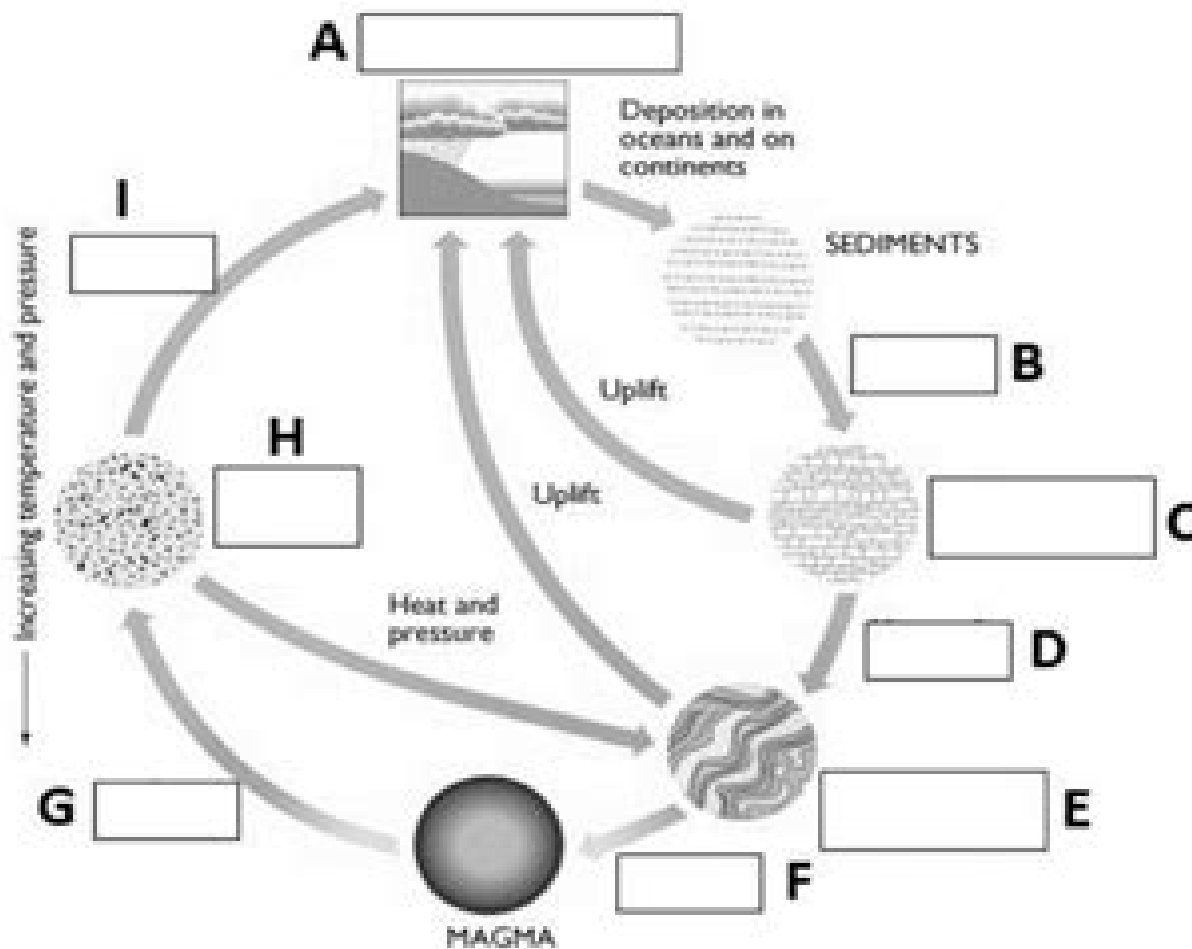 A
Deposition in
oceans and on
continents
I
SEDIMENTS
B
Uplift
H
Uplift
C
Increasing temperature and pressure
Heat and
pressure
D
G
E
F
MAGMA